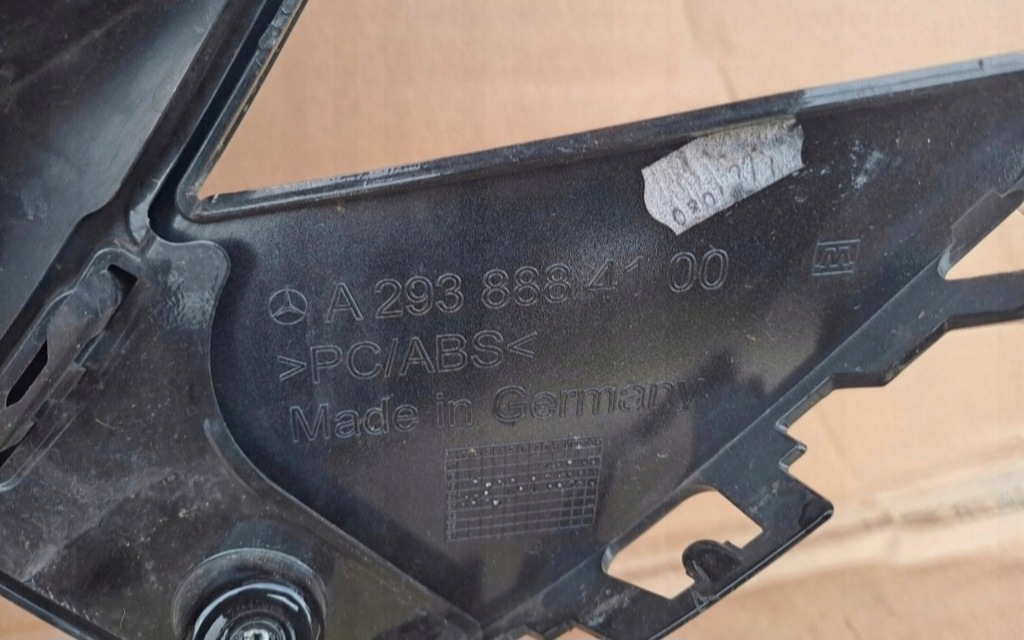 A 293 888 41 00
>PC/ABS<
Made in Germany